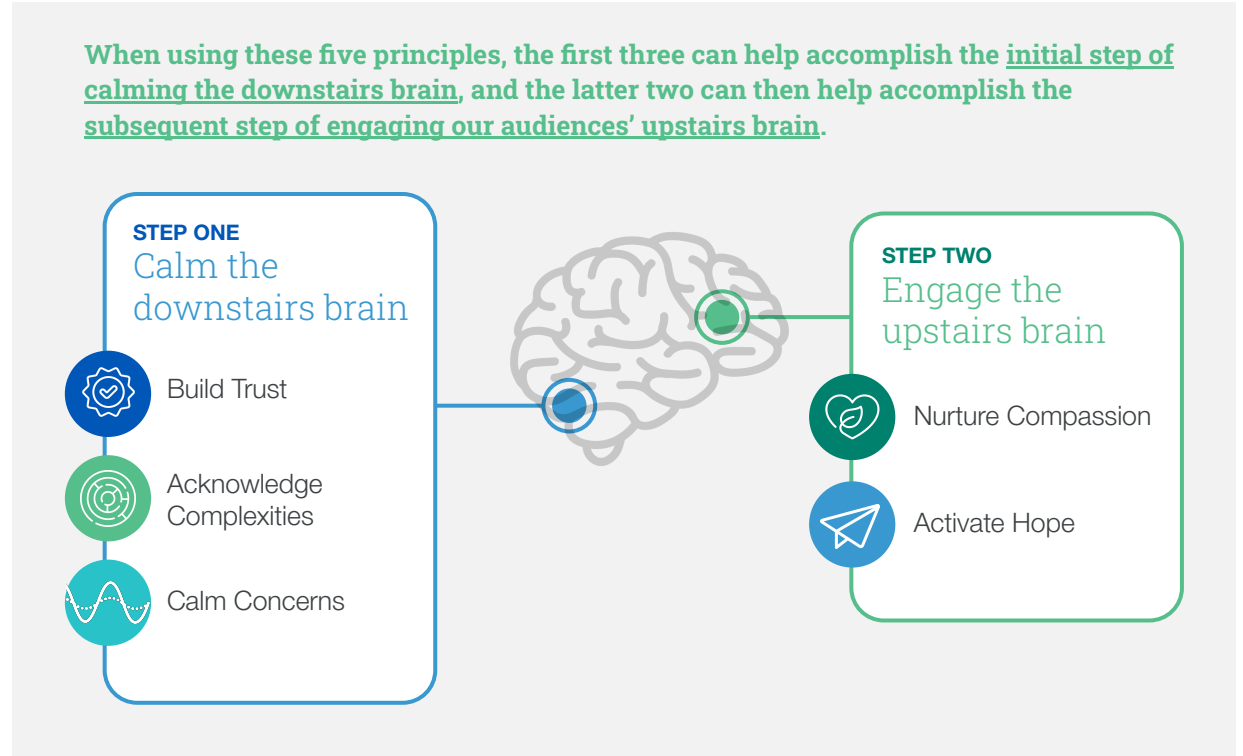 When using these five principles, the first three can help accomplish the initial step of
calming the downstairs brain, and the latter two can then help accomplish the
subsequent step of engaging our audiences’ upstairs brain.
STEP ONE
Calm the
downstairs brain
Build Trust
Acknowledge
Complexities
Calm Concerns
STEP TWO
Engage the
upstairs brain
Nurture Compassion
Activate Hope